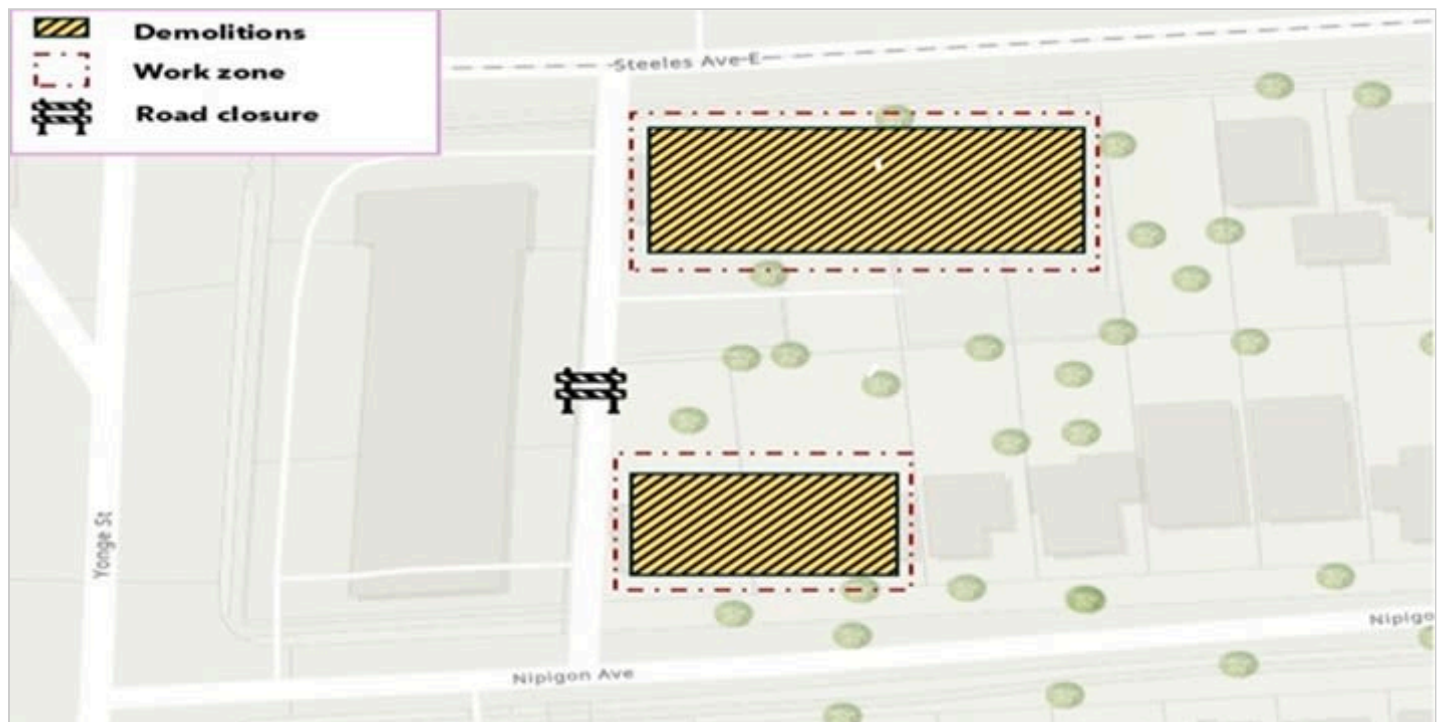 Demolitions
Work zone
Road closure
Steeles Ave E
Yonge St
Nipigon Ave
Nipigo